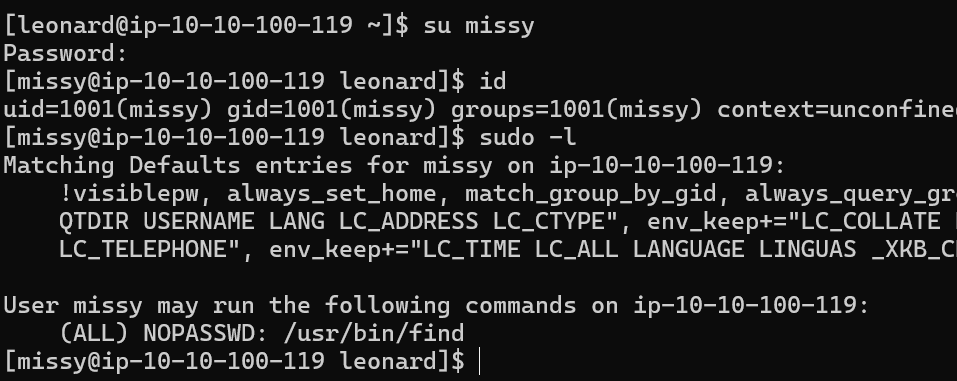 [leonard@ip-10-10-100-119 ~]$ su missy
Password:
[missy@ip-10-10-100-119 leonard]$ id
uid=1001(missy) gid=1001(missy) groups=1001(missy)
[missy@ip-10-10-100-119 leonard]$ sudo -l
Matching Defaults entries for missy on ip-10-10-100-119:
    !visiblepw, always_set_home, match_group_by_gid,
    QTDIR USERNAME LANG LC_ADDRESS LC_CTYPE", env_keep+="LC_COLLATE
    LC_TELEPHONE", env_keep+="LC_TIME LC_ALL LANGUAGE LINGUAS

User missy may run the following commands on ip-10-10-100-119:
    (ALL) NOPASSWD: /usr/bin/find
[missy@ip-10-10-100-119 leonard]$